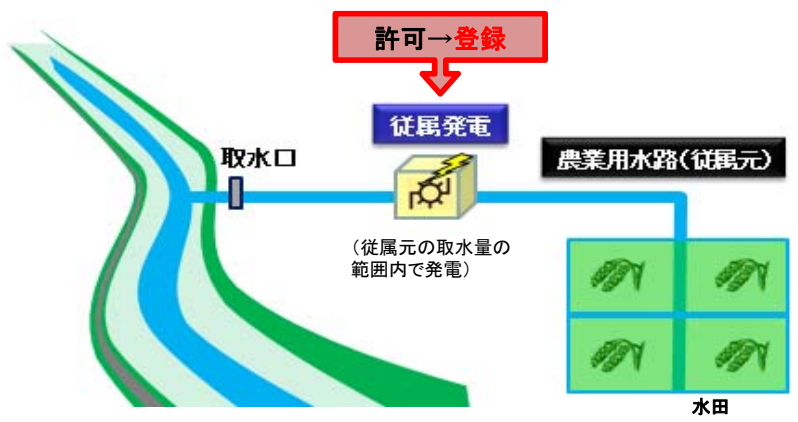 許可→登録
従属発電
取水口
農業用水路(従属元)
（従属元の取水量の
範囲内で発電）
水田